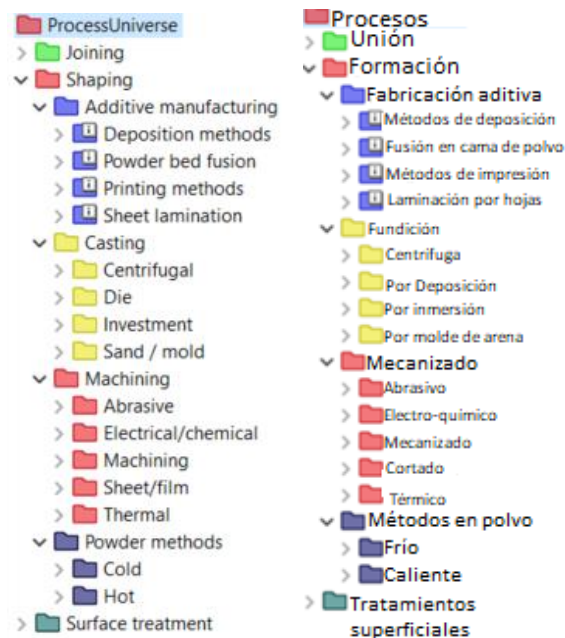 ProcessUniverse
Joining
Shaping
Additive manufacturing
Deposition methods
Powder bed fusion
Printing methods
Sheet lamination
Casting
Centrifugal
Die
Investment
Sand / mold
Machining
Abrasive
Electrical/chemical
Machining
Sheet/film
Thermal
Powder methods
Cold
Hot
Surface treatment
Procesos
Unión
Formación
Fabricación aditiva
Métodos de deposición
Fusión en cama de polvo
Métodos de impresión
Laminación por hojas
Fundición
Centrifuga
Por Deposición
Por inmersión
Por molde de arena
Mecanizado
Abrasivo
Electro-quimico
Mecanizado
Cortado
Térmico
Métodos en polvo
Frío
Caliente
Tratamientos
superficiales